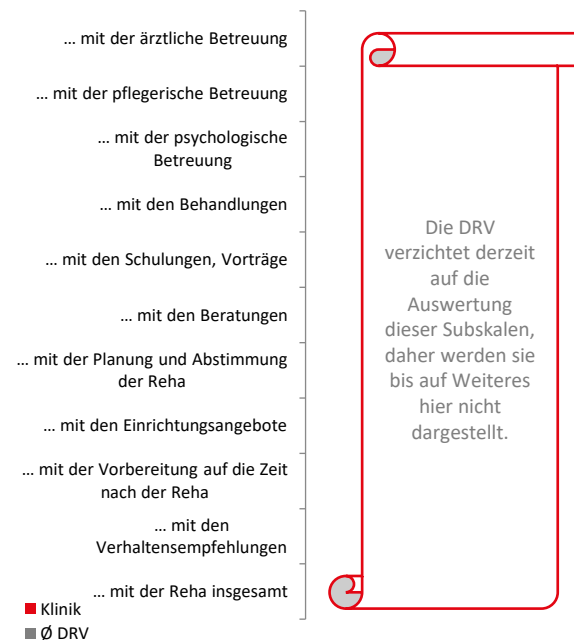 … mit der ärztliche Betreuung
… mit der pflegerische Betreuung
… mit der psychologische
Betreuung
… mit den Behandlungen
… mit den Schulungen, Vorträge
… mit den Beratungen
… mit der Planung und Abstimmung
der Reha
… mit den Einrichtungsangebote
… mit der Vorbereitung auf die Zeit
nach der Reha
… mit den
Verhaltensempfehlungen
… mit der Reha insgesamt
Klinik
Ø DRV
Die DRV
verzichtet derzeit
auf die
Auswertung
dieser Subskalen,
daher werden sie
bis auf Weiteres
hier nicht
dargestellt.